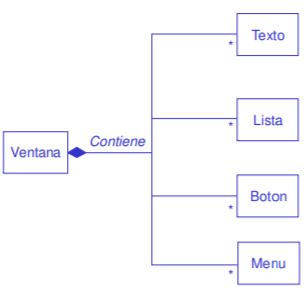 Texto
*
Lista
*
Contiene
Ventana
Boton
*
Menu
*